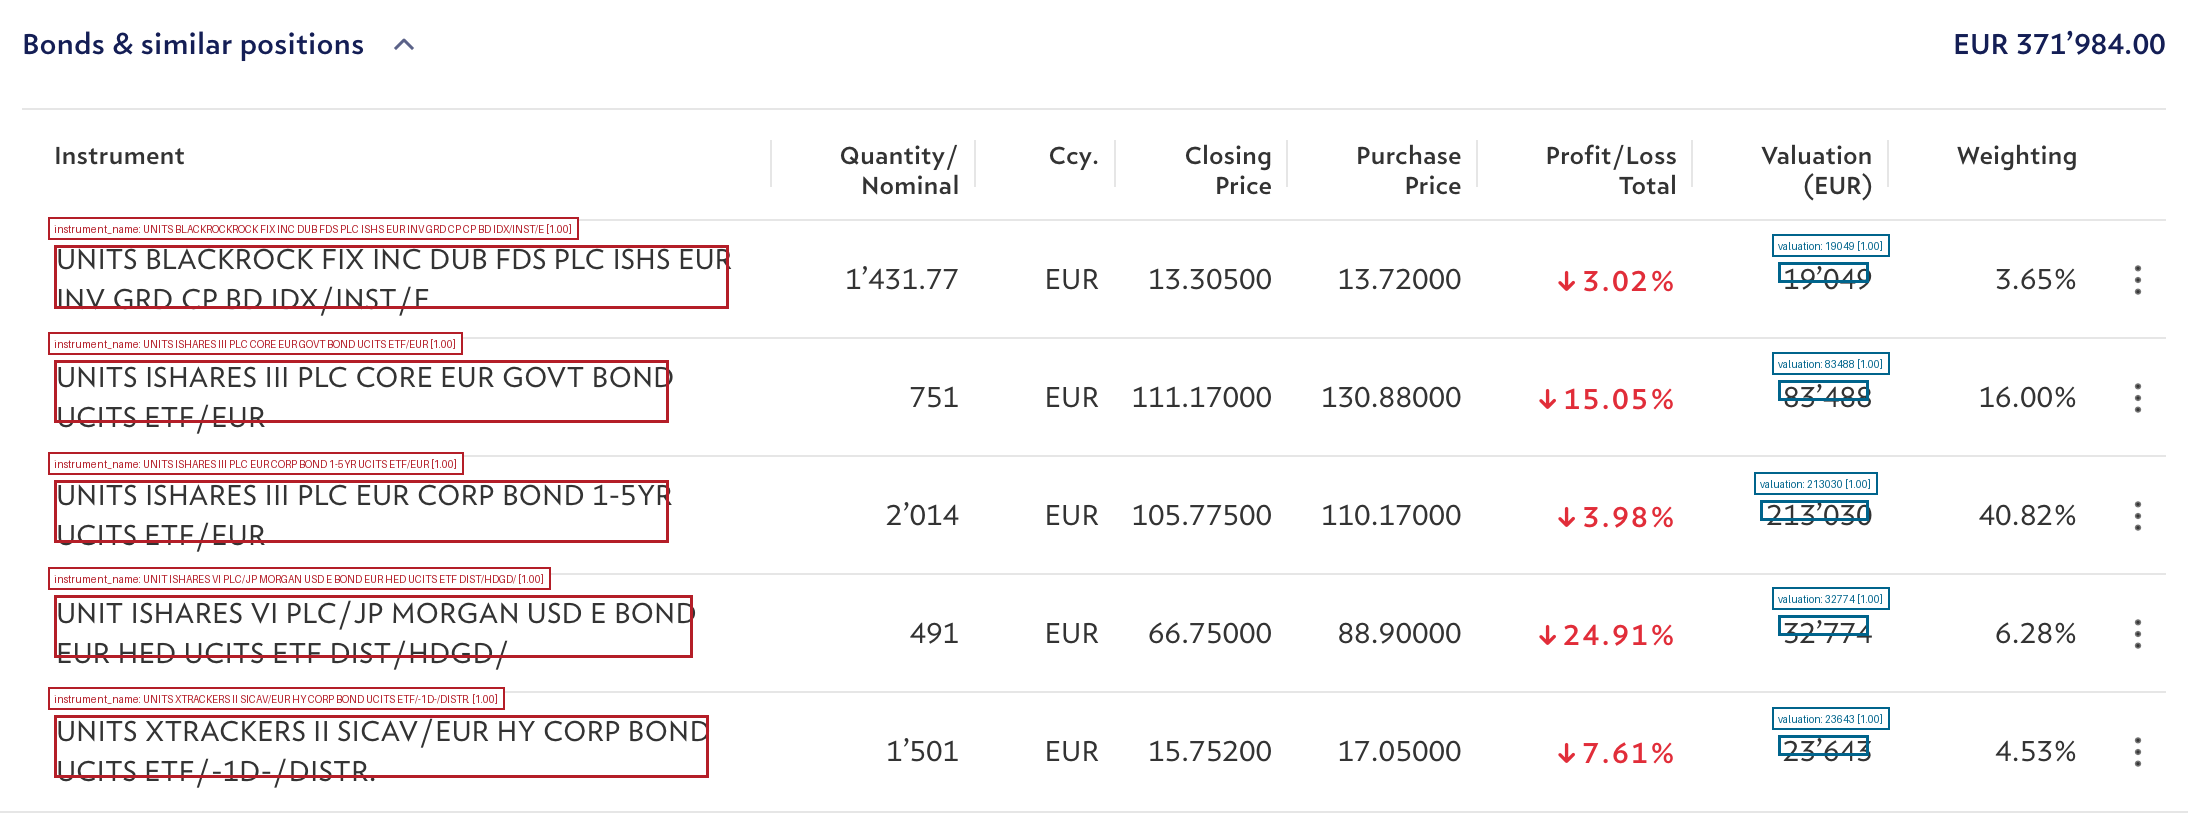 Bonds & similar positions EUR 371’984.00
Instrument Quantity/ Nominal Ccy. Closing Price Purchase Price Profit/Loss Total Valuation (EUR) Weighting
instrument_name: UNITS BLACKROCKROCK FIX INC DUB FDS PLC ISHS EUR INV GRD CP CP BD IDX/INST/E [1.00]
valuation: 19049 [1.00]
UNITS BLACKROCK FIX INC DUB FDS PLC ISHS EUR
INV GRD CP BD IDX/INST/E
1’431.77 EUR 13.30500 13.72000 ↓3.02% 19’049 3.65%
instrument_name: UNITS ISHARES III PLC CORE EUR GOVT BOND UCITS ETF/EUR [1.00]
valuation: 83488 [1.00]
UNITS ISHARES III PLC CORE EUR GOVT BOND
UCITS ETF/EUR
751 EUR 111.17000 130.88000 ↓15.05% 83’488 16.00%
instrument_name: UNITS ISHARES III PLC EUR CORP BOND 1-5YR UCITS ETF/EUR [1.00]
valuation: 213030 [1.00]
UNITS ISHARES III PLC EUR CORP BOND 1-5YR
UCITS ETF/EUR
2’014 EUR 105.77500 110.17000 ↓3.98% 213’030 40.82%
instrument_name: UNIT ISHARES VI PLC/JP MORGAN USD E BOND EUR HED UCITS ETF DIST/HDGD/ [1.00]
valuation: 32774 [1.00]
UNIT ISHARES VI PLC/JP MORGAN USD E BOND
EUR HED UCITS ETF DIST/HDGD/
491 EUR 66.75000 88.90000 ↓24.91% 32’774 6.28%
instrument_name: UNITS XTRACKERS II SICAV/EUR HY CORP BOND UCITS ETF/-1D-/DISTR. [1.00]
valuation: 23643 [1.00]
UNITS XTRACKERS II SICAV/EUR HY CORP BOND
UCITS ETF/-1D-/DISTR.
1’501 EUR 15.75200 17.05000 ↓7.61% 23’643 4.53%